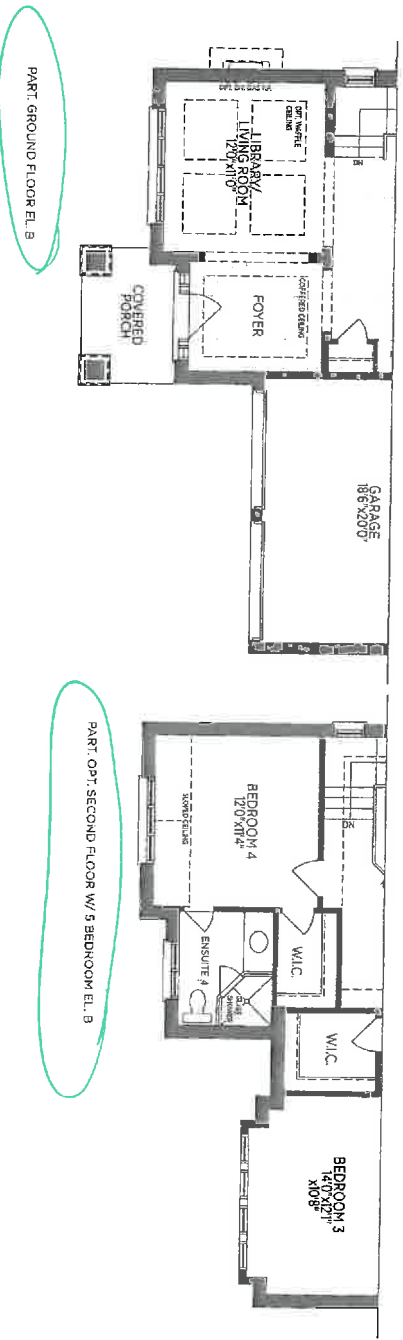 DN
OPT. WAFFLE
CEILING
LIBRARY/
LIVING ROOM
12'0"x11'0"
COFFERED CEILING
FOYER
COVERED
PORCH
GARAGE
18'6"x20'0"
PART. GROUND FLOOR EL. B
DN
BEDROOM 4
12'0"x11'4"
SLOPED CEILING
W.I.C.
ENSUITE 4
GLASS
SHOWER
W.I.C.
BEDROOM 3
14'0"x12'1"
x10'8"
PART. OPT. SECOND FLOOR W/ 5 BEDROOM EL. B